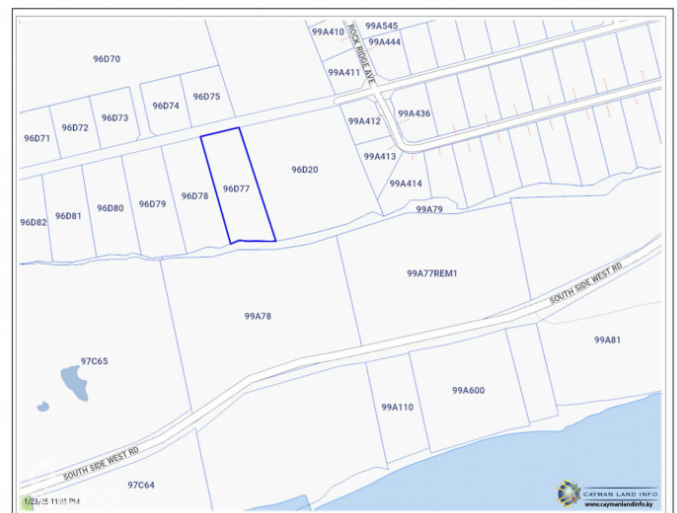 99A410
99A545
99A444
ROCK RIDGE AVE
96D70
99A411
96D75
96D74
96D73
96D72
96D71
99A412
99A436
99A413
99A414
96D20
96D77
96D78
96D79
96D80
96D81
96D82
99A79
99A77REM1
SOUTH SIDE WEST RD
99A78
99A81
97C65
99A600
99A110
SOUTH SIDE WEST RD
97C64
1/23/25 11:03 PM
CAYMAN LAND INFO
www.caymanlandinfo.ky